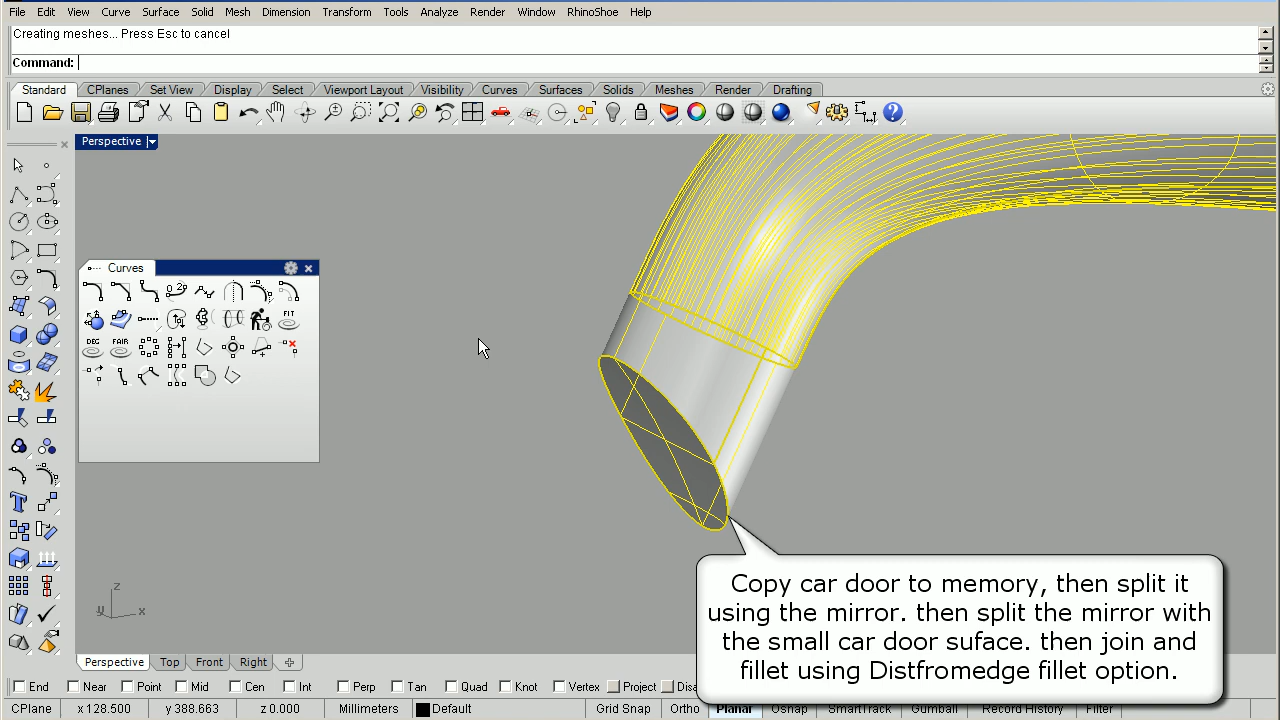 File Edit View Curve Surface Solid Mesh Dimension Transform Tools Analyze Render Window RhinoShoe Help
Creating meshes... Press Esc to cancel
Command:
Standard CPlanes Set View Display Select Viewport Layout Visibility Curves Surfaces Solids Meshes Render Drafting
Perspective
Curves
FIT
DEG FAIR
z
y x
Copy car door to memory, then split it
using the mirror. then split the mirror with
the small car door suface. then join and
fillet using Distfromedge fillet option.
Perspective Top Front Right
End Near Point Mid Cen Int Perp Tan Quad Knot Vertex Project Disa
CPlane x 128.500 y 388.663 z 0.000 Millimeters Default Grid Snap Ortho Planar Osnap SmartTrack Gumball Record History Filter